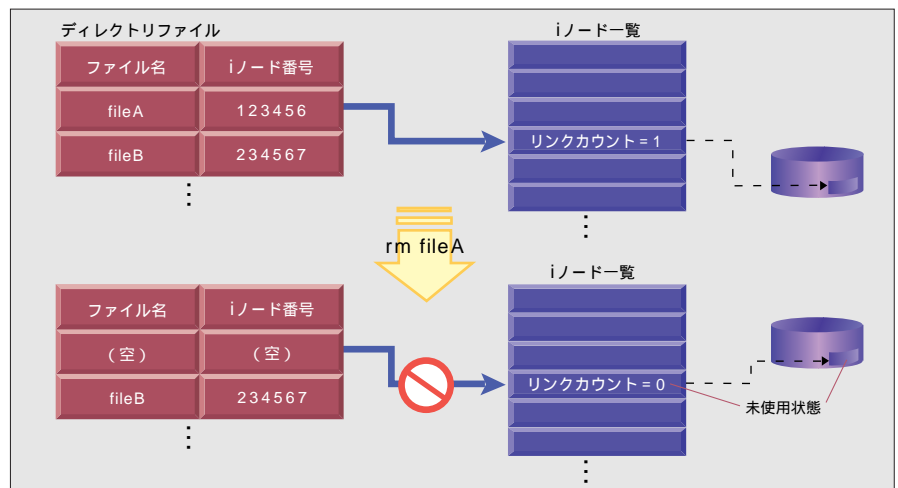 ディレクトリファイル
iノード一覧
ファイル名 iノード番号
fileA 123456
fileB 234567
リンクカウント=1
rm fileA
iノード一覧
ファイル名 iノード番号
(空) (空)
fileB 234567
リンクカウント=0
未使用状態